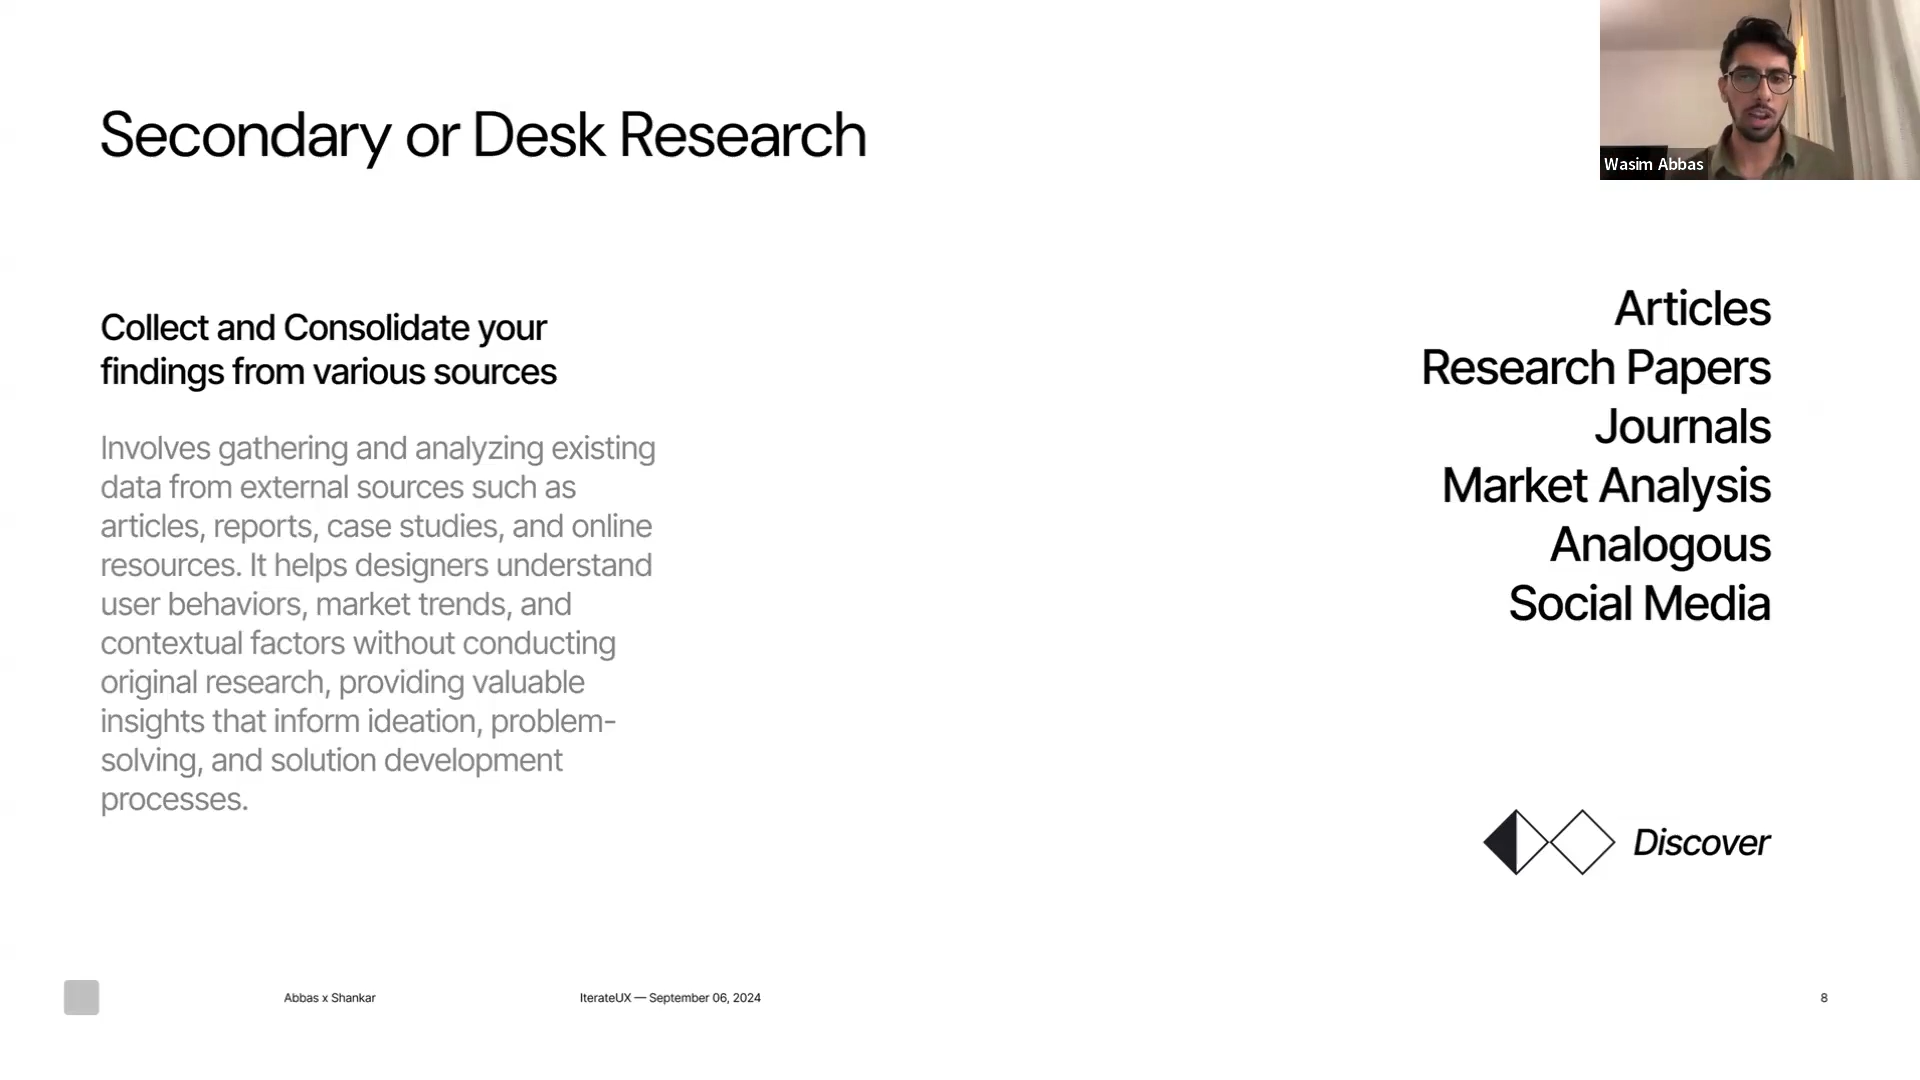 Secondary or Desk Research
Wasim Abbas
Collect and Consolidate your
findings from various sources
Involves gathering and analyzing existing
data from external sources such as
articles, reports, case studies, and online
resources. It helps designers understand
user behaviors, market trends, and
contextual factors without conducting
original research, providing valuable
insights that inform ideation, problem-
solving, and solution development
processes.
Articles
Research Papers
Journals
Market Analysis
Analogous
Social Media
Discover
Abbas x Shankar
IterateUX — September 06, 2024
8